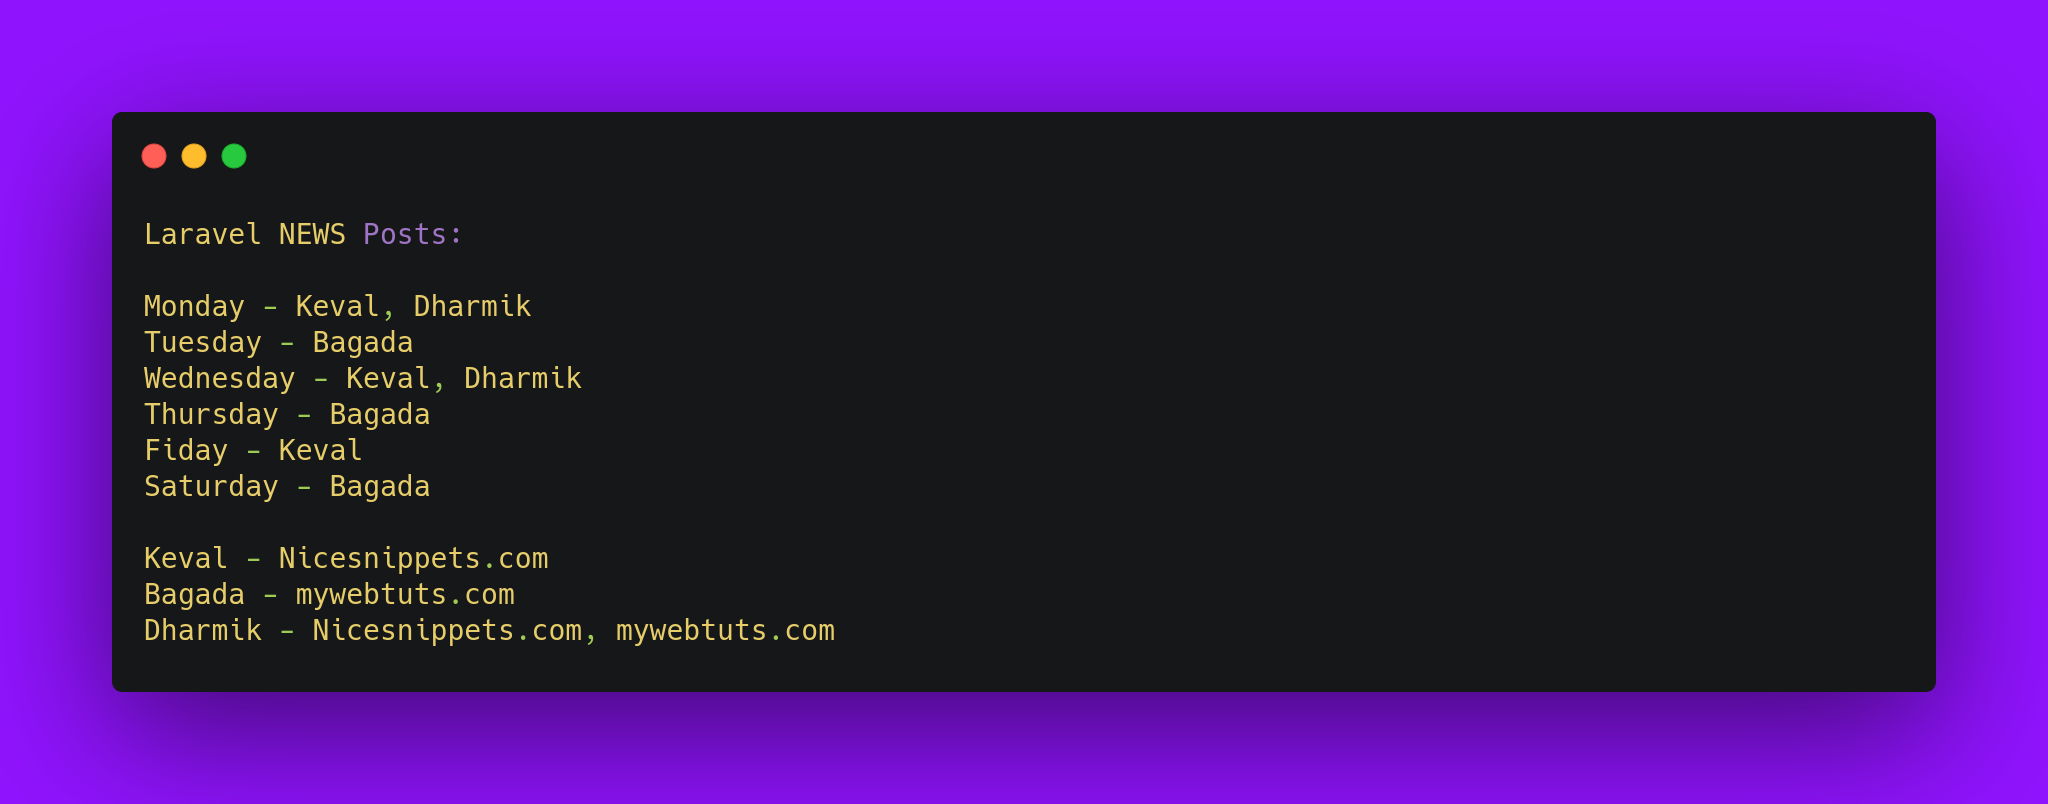 Laravel NEWS Posts:
Monday - Keval, Dharmik
Tuesday - Bagada
Wednesday - Keval, Dharmik
Thursday - Bagada
Fiday - Keval
Saturday - Bagada
Keval - Nicesnippets.com
Bagada - mywebtuts.com
Dharmik - Nicesnippets.com, mywebtuts.com